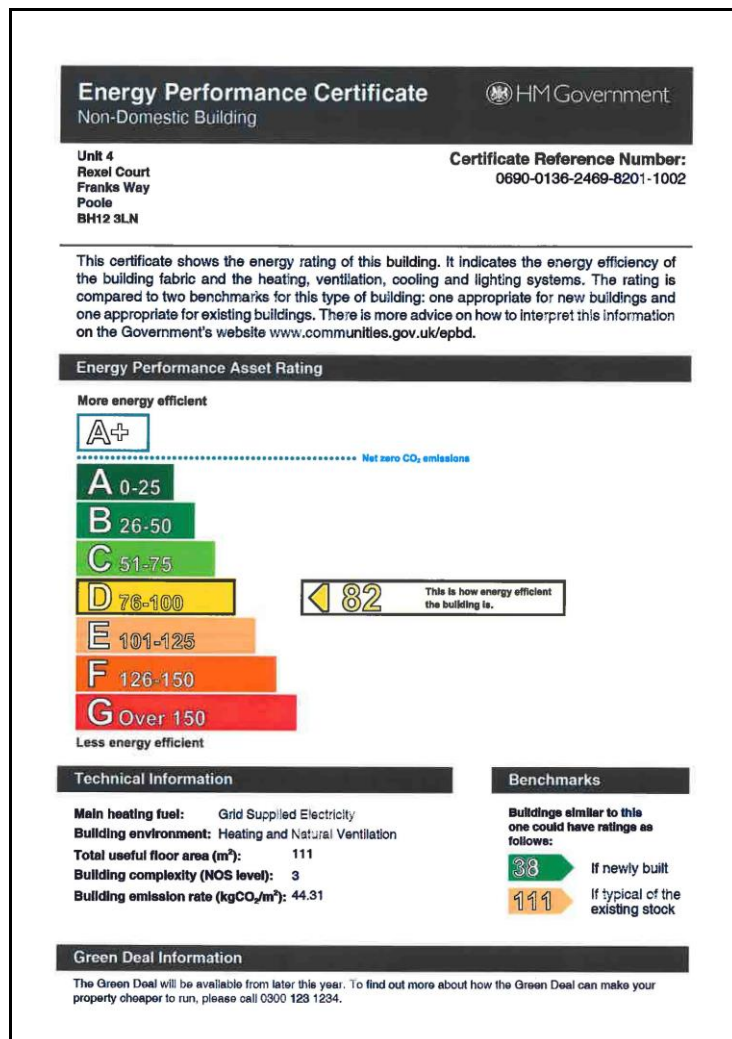 Energy Performance Certificate
HM Government
Non-Domestic Building
Unit 4
Rexel Court
Franks Way
Poole
BH12 3LN
Certificate Reference Number:
0690-0136-2469-8201-1002
This certificate shows the energy rating of this building. It indicates the energy efficiency of
the building fabric and the heating, ventilation, cooling and lighting systems. The rating is
compared to two benchmarks for this type of building: one appropriate for new buildings and
one appropriate for existing buildings. There is more advice on how to interpret this information
on the Government's website www.communities.gov.uk/epbd.
Energy Performance Asset Rating
More energy efficient
A+
Net zero CO₂ emissions
A 0-25
B 26-50
C 51-75
D 76-100
82
This is how energy efficient
the building is.
E 101-125
F 126-150
G Over 150
Less energy efficient
Technical Information
Main heating fuel: Grid Supplied Electricity
Building environment: Heating and Natural Ventilation
Total useful floor area (m²): 111
Building complexity (NOS level): 3
Building emission rate (kgCO₂/m²): 44.31
Benchmarks
Buildings similar to this
one could have ratings as
follows:
38 If newly built
111 If typical of the
existing stock
Green Deal Information
The Green Deal will be available from later this year. To find out more about how the Green Deal can make your
property cheaper to run, please call 0300 123 1234.